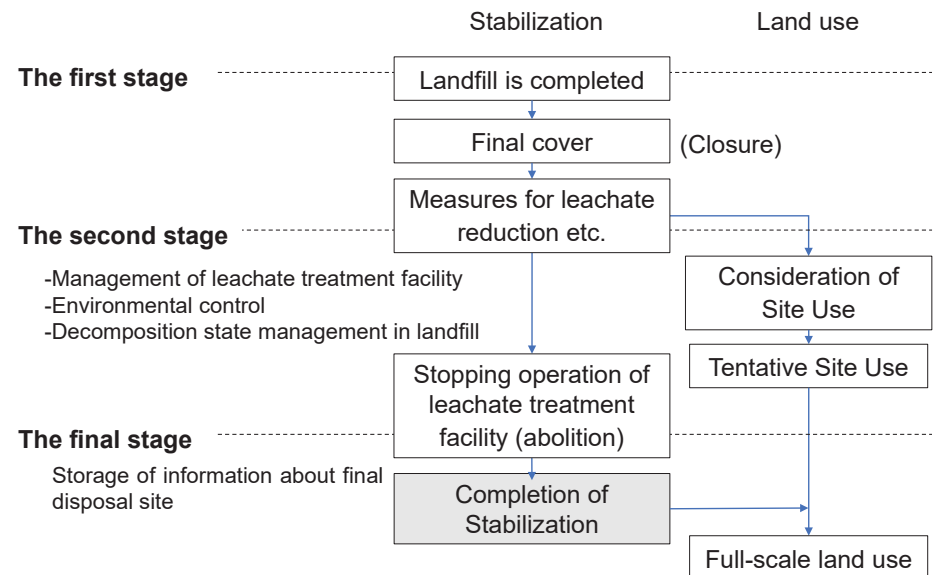 Stabilization
Land use
The first stage
Landfill is completed
Final cover
(Closure)
Measures for leachate
reduction etc.
The second stage
-Management of leachate treatment facility
-Environmental control
-Decomposition state management in landfill
Consideration of
Site Use
Tentative Site Use
Stopping operation of
leachate treatment
facility (abolition)
The final stage
Storage of information about final
disposal site
Completion of
Stabilization
Full-scale land use